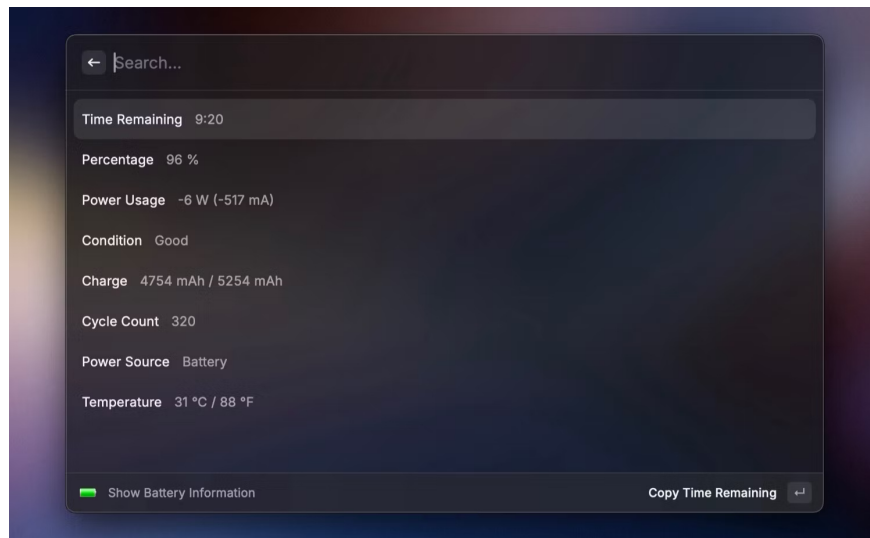 Search...
Time Remaining 9:20
Percentage 96 %
Power Usage -6 W (-517 mA)
Condition Good
Charge 4754 mAh / 5254 mAh
Cycle Count 320
Power Source Battery
Temperature 31 °C / 88 °F
Show Battery Information Copy Time Remaining